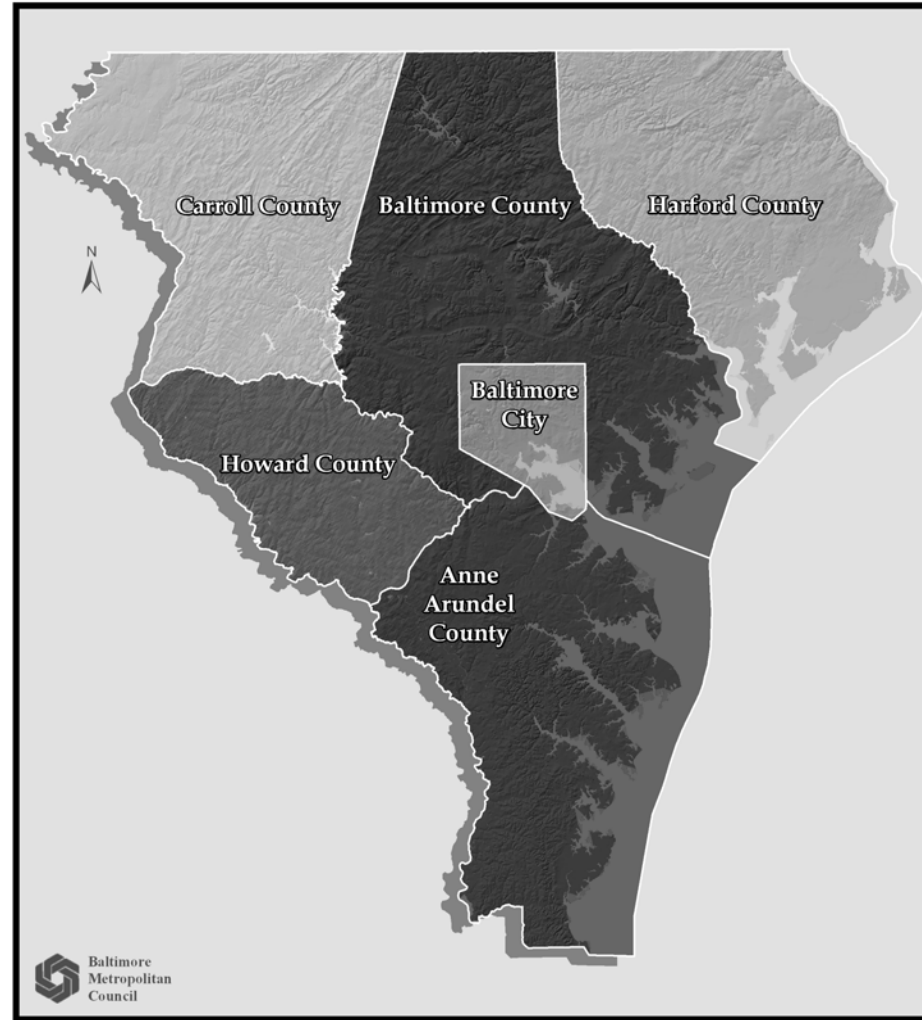 Carroll County
Baltimore County
Harford County
N
Baltimore
City
Howard County
Anne
Arundel
County
Baltimore
Metropolitan
Council